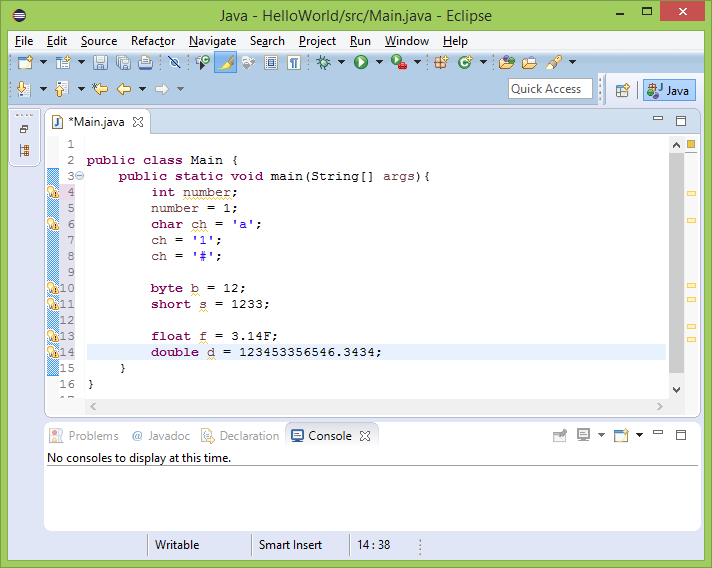 Java - HelloWorld/src/Main.java - Eclipse
File Edit Source Refactor Navigate Search Project Run Window Help
Quick Access Java
*Main.java
1
2 public class Main {
3 public static void main(String[] args){
4 int number;
5 number = 1;
6 char ch = 'a';
7 ch = '1';
8 ch = '#';
9
10 byte b = 12;
11 short s = 1233;
12
13 float f = 3.14F;
14 double d = 123453356546.3434;
15 }
16 }
17
Problems @ Javadoc Declaration Console
No consoles to display at this time.
Writable Smart Insert 14 : 38